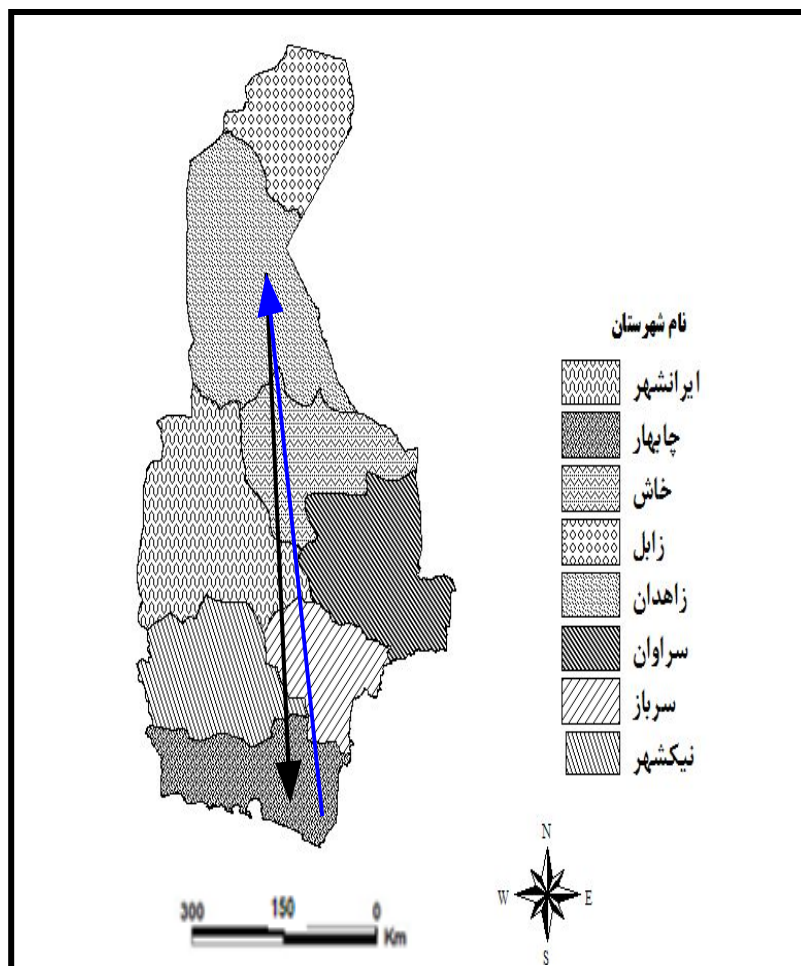 نام شهرستان
ایرانشهر
چابهار
خاش
زابل
زاهدان
سراوان
سرباز
نیکشهر
N
W E
S
300 150 0
Km